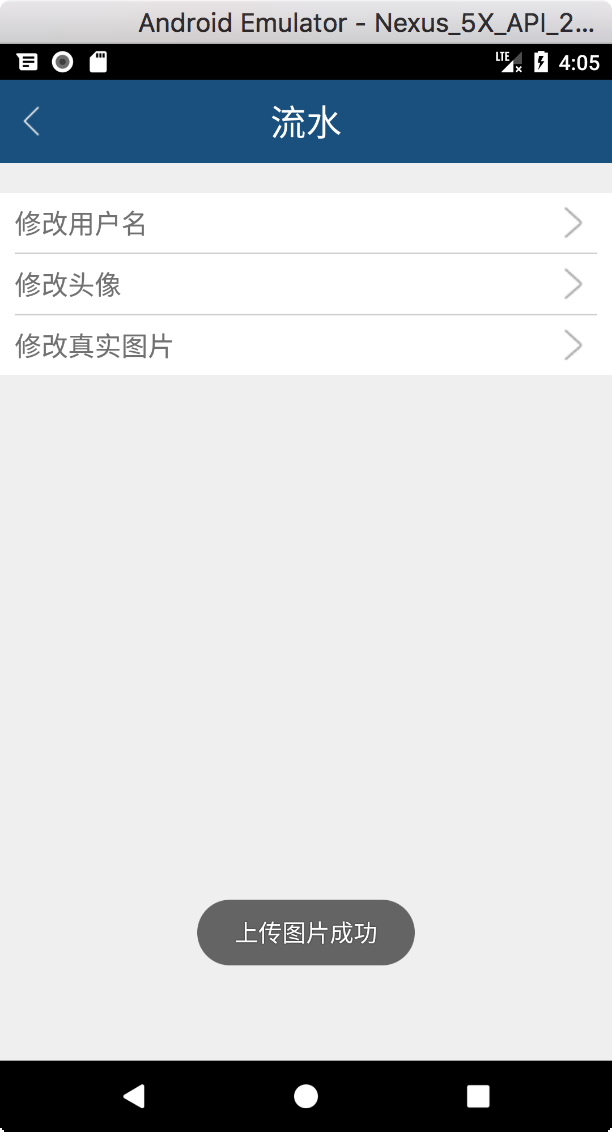 Android Emulator - Nexus_5X_API_2...
LTE 4:05
流水
修改用户名
修改头像
修改真实图片
上传图片成功